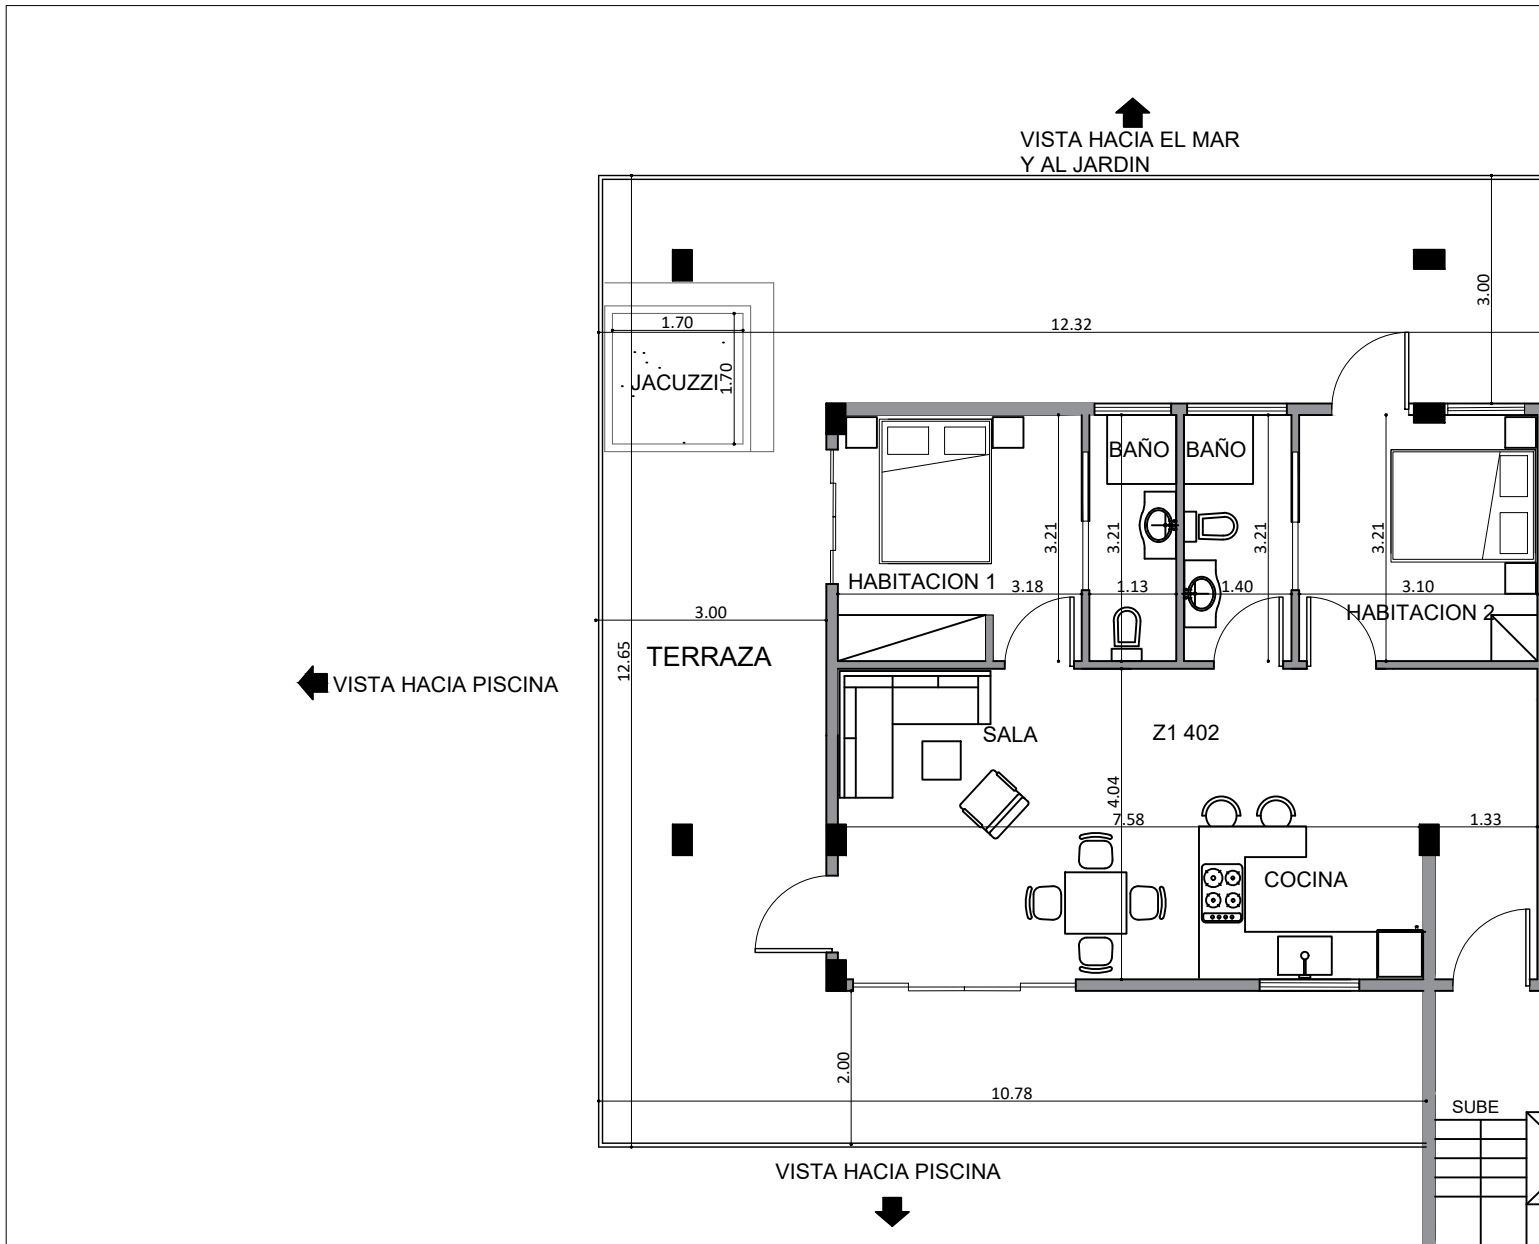 VISTA HACIA EL MAR
Y AL JARDIN
3.00
1.70
12.32
1.70
JACUZZI
BAÑO
BAÑO
3.21
3.21
3.21
3.21
HABITACION 1
3.18
1.13
1.40
3.10
HABITACION 2
3.00
12.65
TERRAZA
VISTA HACIA PISCINA
SALA
Z1 402
4.04
7.58
1.33
COCINA
2.00
10.78
SUBE
VISTA HACIA PISCINA